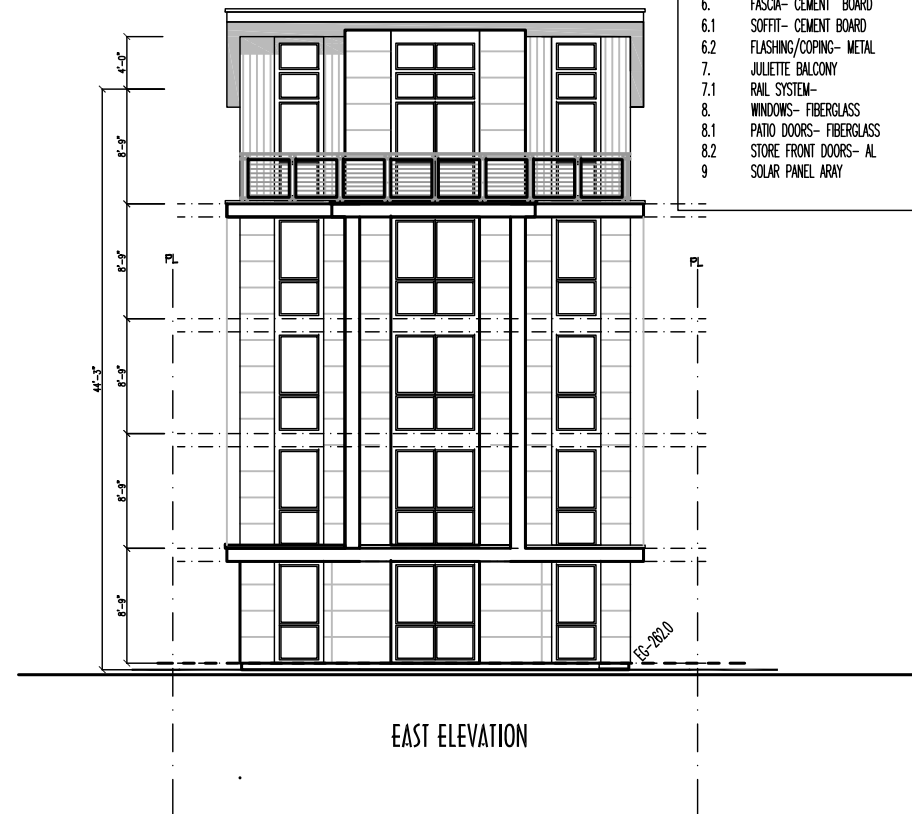 6. FASCIA- CEMENT BOARD
6.1 SOFFIT- CEMENT BOARD
6.2 FLASHING/COPING- METAL
7. JULIETTE BALCONY
7.1 RAIL SYSTEM-
8. WINDOWS- FIBERGLASS
8.1 PATIO DOORS- FIBERGLASS
8.2 STORE FRONT DOORS- AL
9 SOLAR PANEL ARAY
4'-0"
8'-9"
8'-9"
PL
PL
44'-3"
8'-9"
8'-9"
8'-9"
EG-262.0
EAST ELEVATION